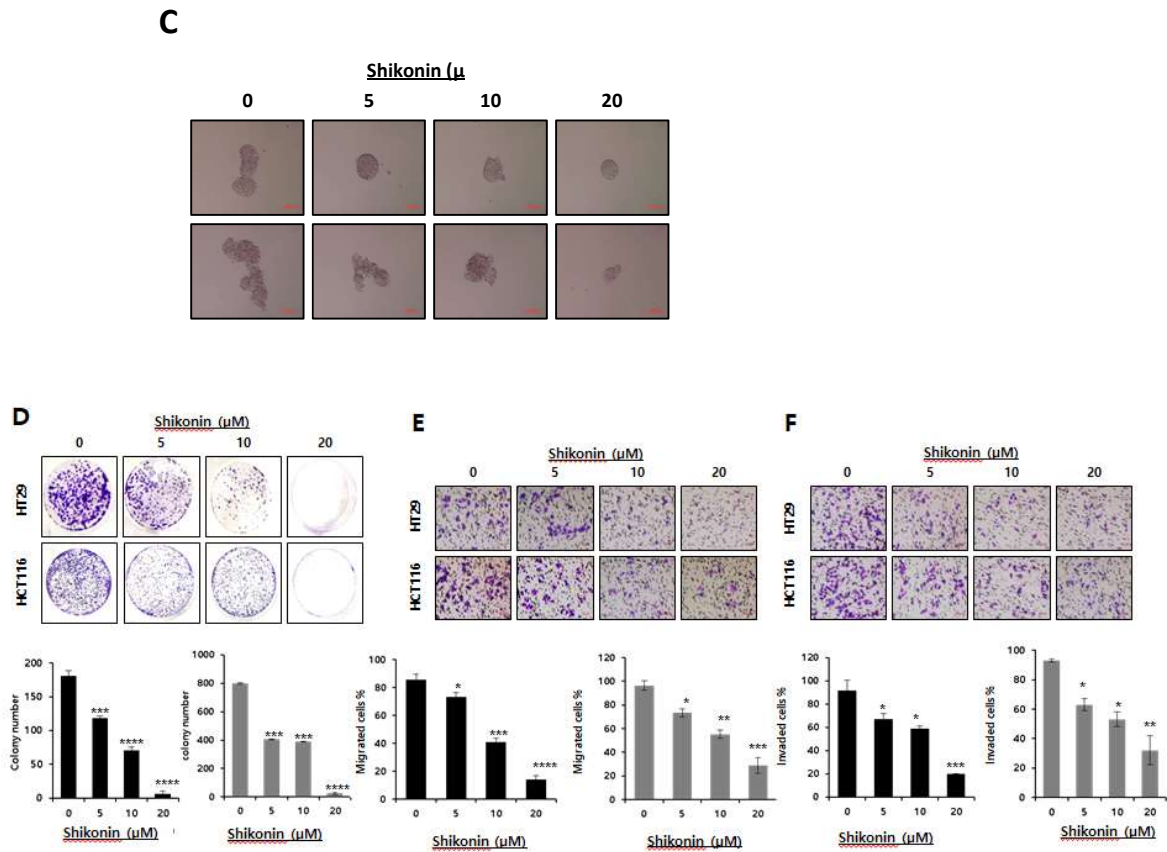 C
Shikonin (μ
0 5 10 20
D
Shikonin (μM)
0 5 10 20
HT29
HCT116
E
Shikonin (μM)
0 5 10 20
HT29
HCT116
F
Shikonin (μM)
0 5 10 20
HT29
HCT116
Colony number
200
150
100
50
0
***
****
****
0 5 10 20
Shikonin (μM)
colony number
1000
800
600
400
200
0
*** ***
****
0 5 10 20
Shikonin (μM)
Migrated cells %
100
80
60
40
20
0
*
***
****
0 5 10 20
Shikonin (μM)
Migrated cells %
120
100
80
60
40
20
0
*
**
***
0 5 10 20
Shikonin (μM)
Invaded cells %
120
100
80
60
40
20
0
* *
***
0 5 10 20
Shikonin (μM)
Invaded cells %
100
80
60
40
20
0
*
*
**
0 5 10 20
Shikonin (μM)